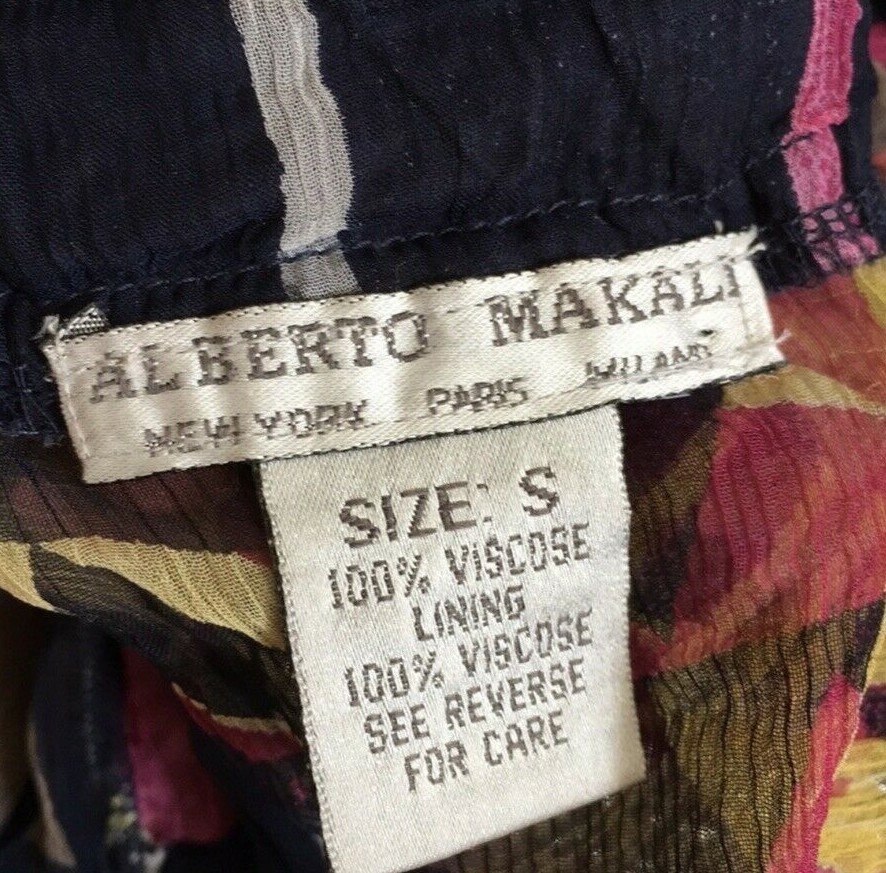 ALBERTO MAKALI
NEW YORK PARIS MILANO
SIZE: S
100% VISCOSE
LINING
100% VISCOSE
SEE REVERSE
FOR CARE